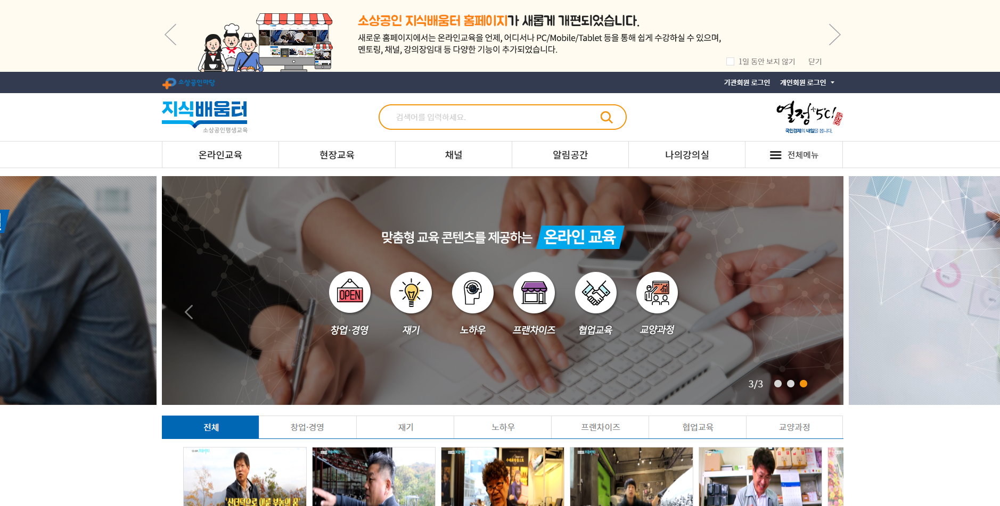 소상공인 지식배움터 홈페이지가 새롭게 개편되었습니다.
새로운 홈페이지에서는 온라인교육을 언제, 어디서나 PC/Mobile/Tablet 등을 통해 쉽게 수강하실 수 있으며,
멘토링, 채널, 강의장임대 등 다양한 기능이 추가되었습니다.
1일 동안 보지 않기 닫기
소상공인마당
기관회원 로그인 개인회원 로그인
지식배움터
소상공인평생교육
검색어를 입력하세요.
열정+5℃!
국민경제의 내일을 봅니다.
온라인교육 현장교육 채널 알림공간 나의강의실 전체메뉴
맞춤형 교육 콘텐츠를 제공하는 온라인 교육
OPEN
창업·경영 재기 노하우 프랜차이즈 협업교육 교양과정
3/3
전체 창업·경영 재기 노하우 프랜차이즈 협업교육 교양과정
'산더덕으로 이룬 부농의 꿈'